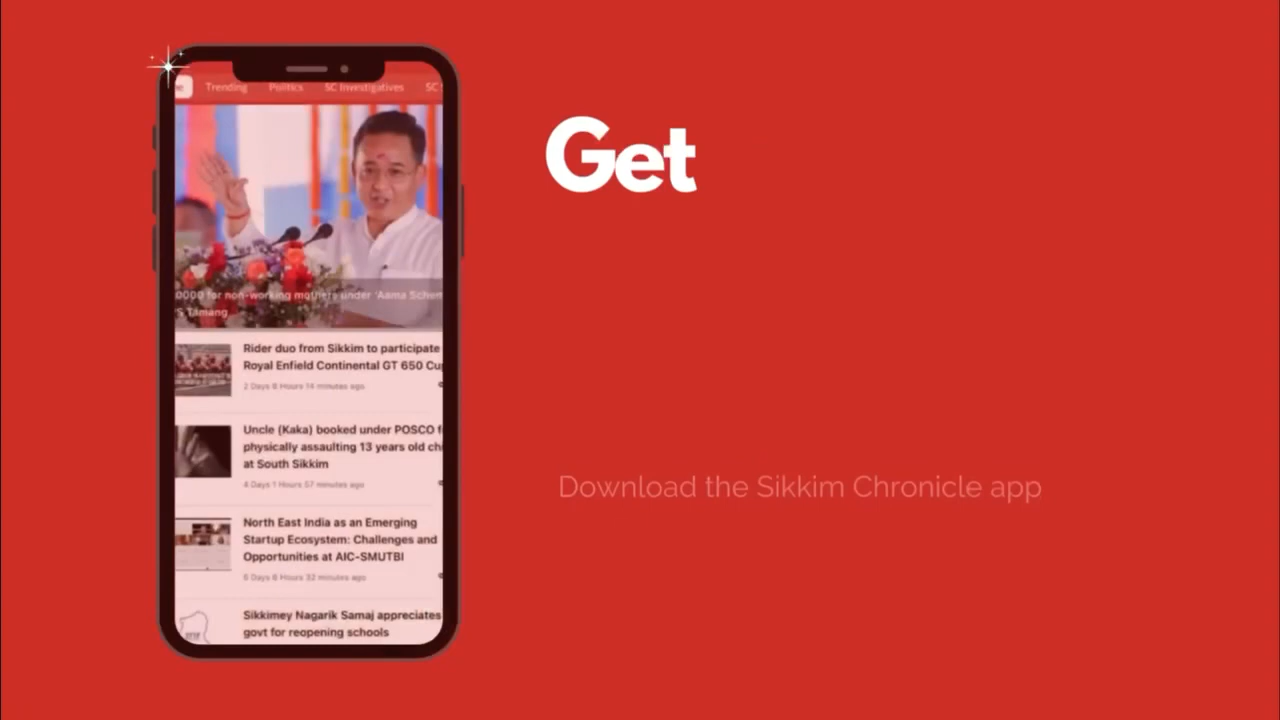 Trending Politics SC Investigatives SC
0000 for non-working mothers under 'Aama Schem
S Tamang
Rider duo from Sikkim to participate
Royal Enfield Continental GT 650 Cu
2 Days 8 Hours 14 minutes ago
Uncle (Kaka) booked under POSCO f
physically assaulting 13 years old chi
at South Sikkim
4 Days 1 Hours 57 minutes ago
North East India as an Emerging
Startup Ecosystem: Challenges and
Opportunities at AIC-SMUTBI
6 Days 8 Hours 32 minutes ago
Sikkimey Nagarik Samaj appreciates
govt for reopening schools
Get
Download the Sikkim Chronicle app